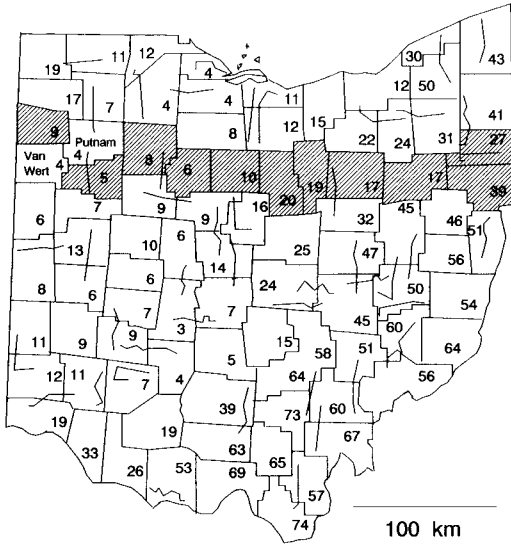 30
43
19 11 12
4
12 50
17 7 4 4 11
41
9 Putnam 8 12 15 22 24 31 27
Van Wert 4 4 5 8 6 10 20 19 17 17 39
7 9 9 16 32 45 46 51
6 13 10 6 14 25 47 56
8 6 6 7 24 50 54
7 3 45 60
11 9 9 5 15 58 51 64
12 11 7 4 64 56
39 73 60
19 33 19 63 65 67
26 53 69 57
74
100 km